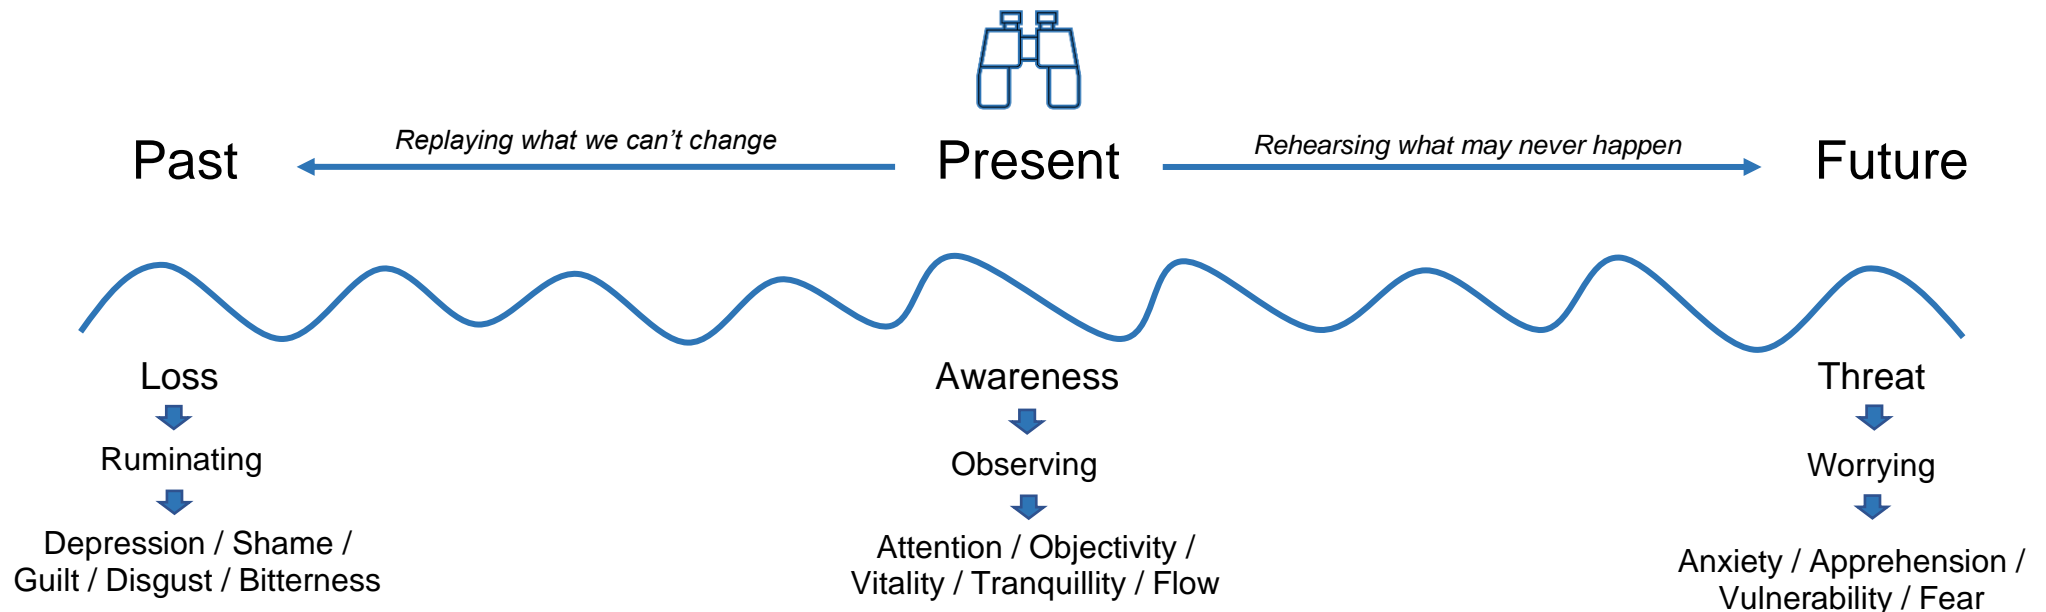 Past
Replaying what we can't change
Present
Rehearsing what may never happen
Future
Loss
Ruminating
Depression / Shame /
Guilt / Disgust / Bitterness
Awareness
Observing
Attention / Objectivity /
Vitality / Tranquillity / Flow
Threat
Worrying
Anxiety / Apprehension /
Vulnerability / Fear